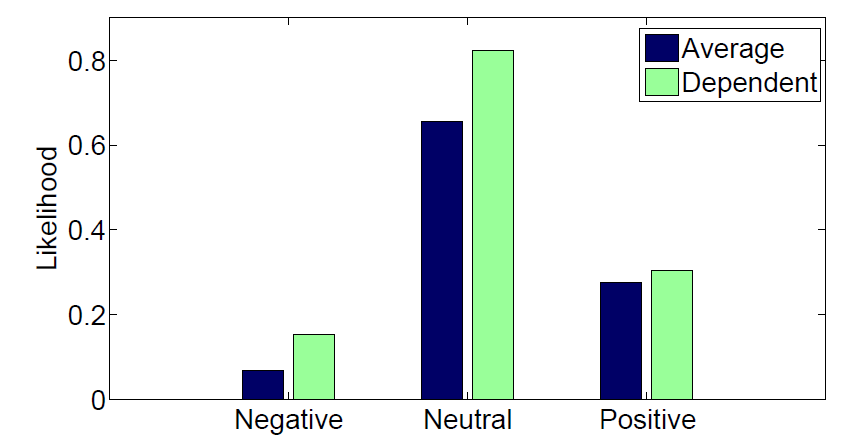 Average
Dependent
Likelihood
0.8
0.6
0.4
0.2
0
Negative Neutral Positive